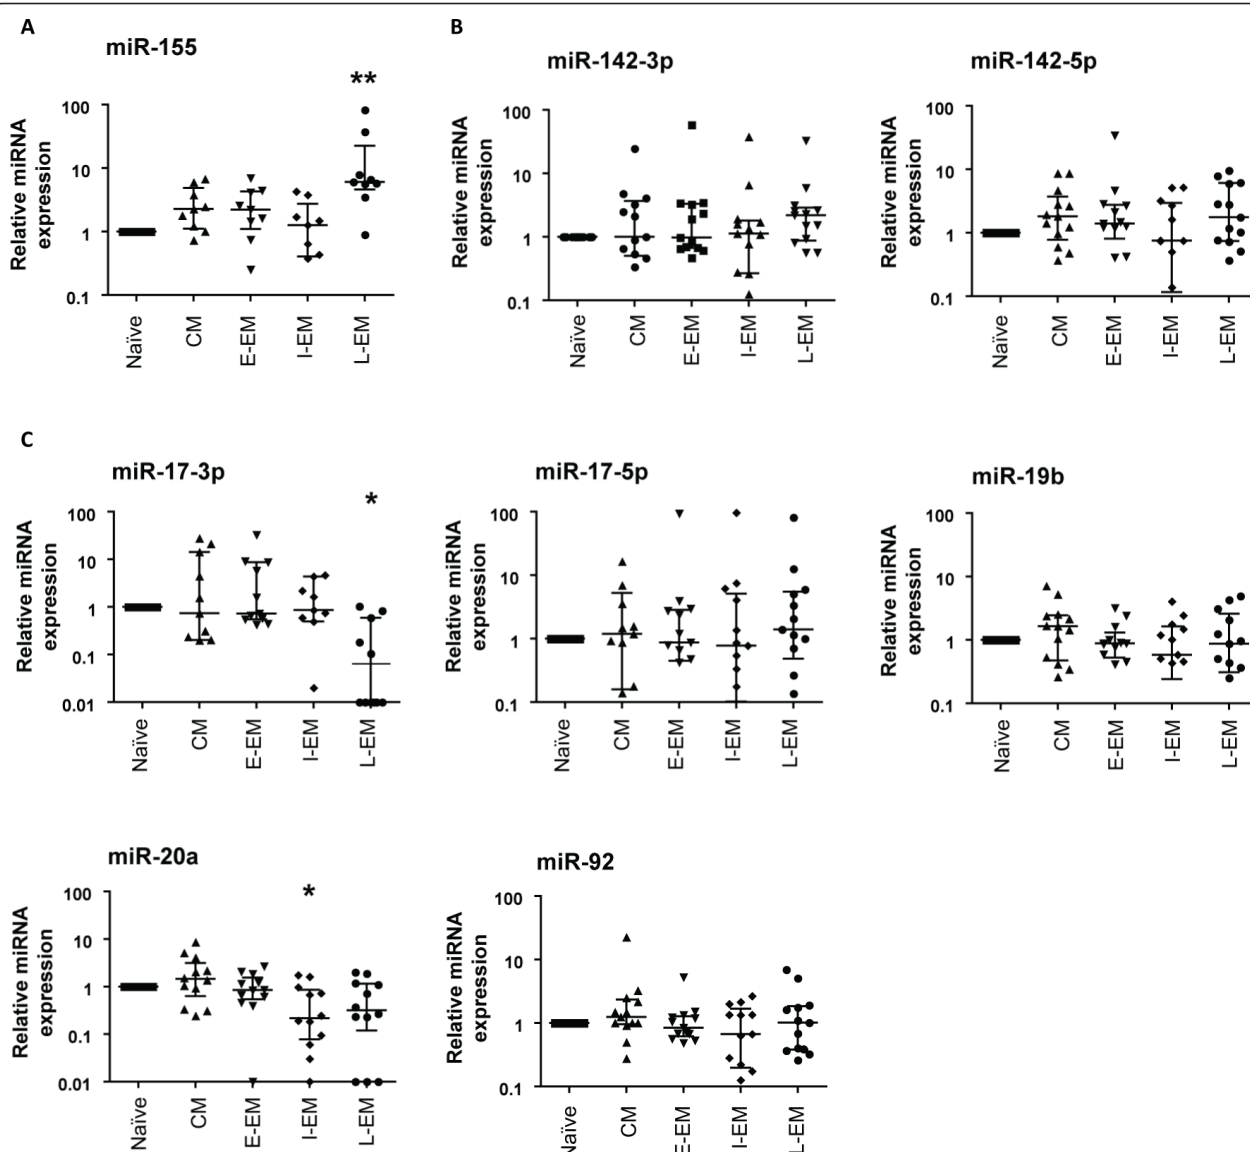 A
miR-155
**
Relative miRNA
expression
100
10
1
0.1
Naïve
CM
E-EM
I-EM
L-EM
B
miR-142-3p
Relative miRNA
expression
100
10
1
0.1
Naïve
CM
E-EM
I-EM
L-EM
miR-142-5p
Relative miRNA
expression
100
10
1
0.1
Naïve
CM
E-EM
I-EM
L-EM
C
miR-17-3p
*
Relative miRNA
expression
100
10
1
0.1
0.01
Naïve
CM
E-EM
I-EM
L-EM
miR-17-5p
Relative miRNA
expression
100
10
1
0.1
Naïve
CM
E-EM
I-EM
L-EM
miR-19b
Relative miRNA
expression
100
10
1
0.1
Naïve
CM
E-EM
I-EM
L-EM
miR-20a
*
Relative miRNA
expression
100
10
1
0.1
0.01
Naïve
CM
E-EM
I-EM
L-EM
miR-92
Relative miRNA
expression
100
10
1
0.1
Naïve
CM
E-EM
I-EM
L-EM